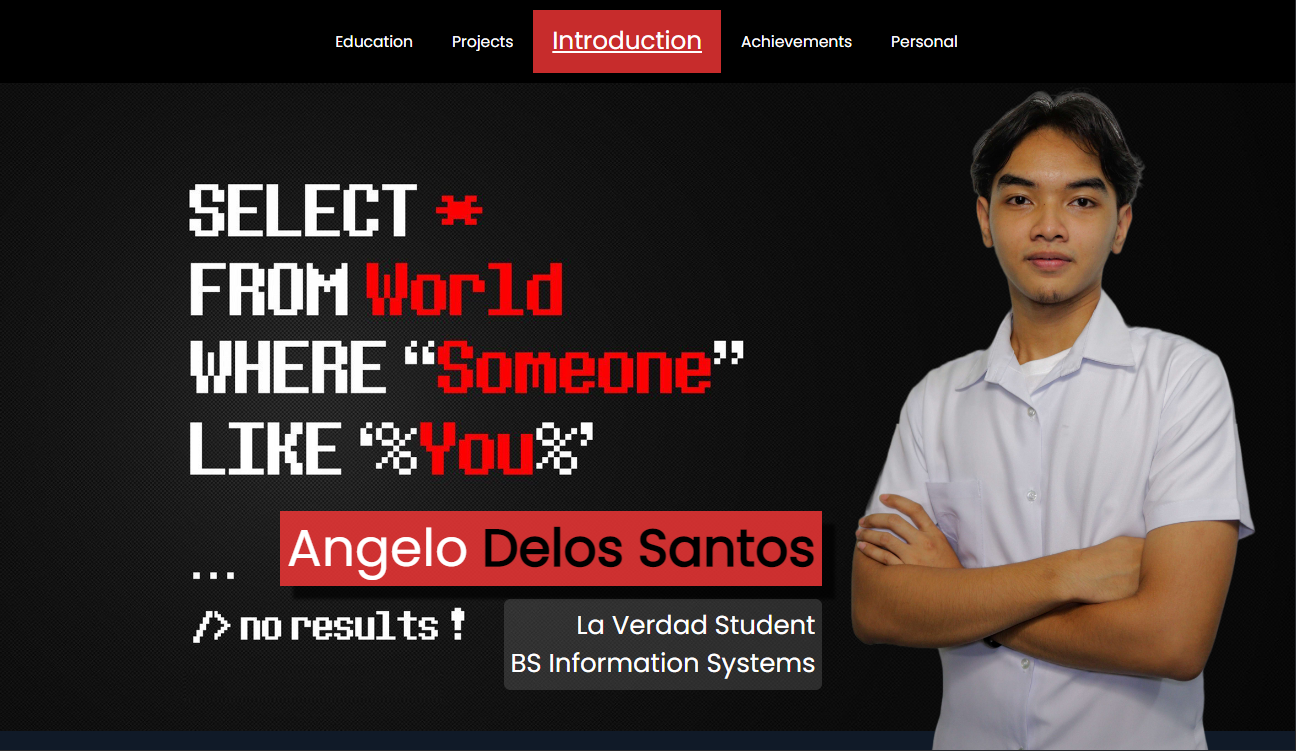 Education Projects Introduction Achievements Personal
SELECT *
FROM World
WHERE “Someone”
LIKE ‘%You%’
Angelo Delos Santos
...
/> no results !
La Verdad Student
BS Information Systems